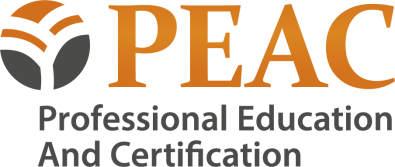 PEAC
Professional Education
And Certification